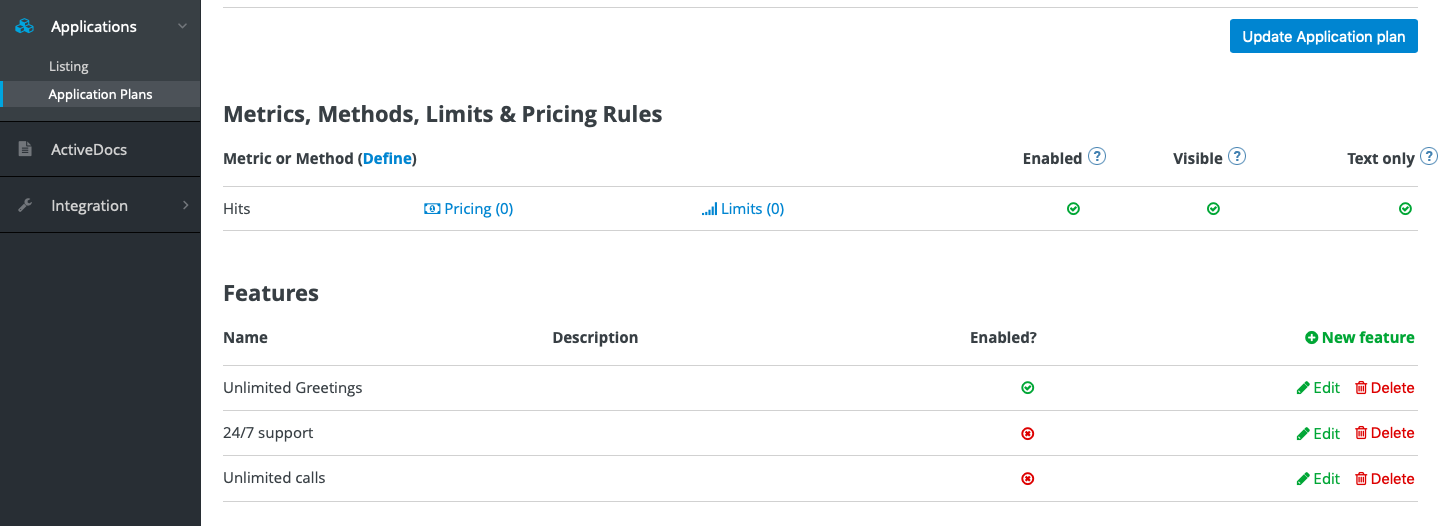 Applications
Listing
Application Plans
ActiveDocs
Integration
Update Application plan
Metrics, Methods, Limits & Pricing Rules
Metric or Method (Define) Enabled ? Visible ? Text only ?
Hits Pricing (0) Limits (0)
Features
Name Description Enabled? New feature
Unlimited Greetings Edit Delete
24/7 support Edit Delete
Unlimited calls Edit Delete